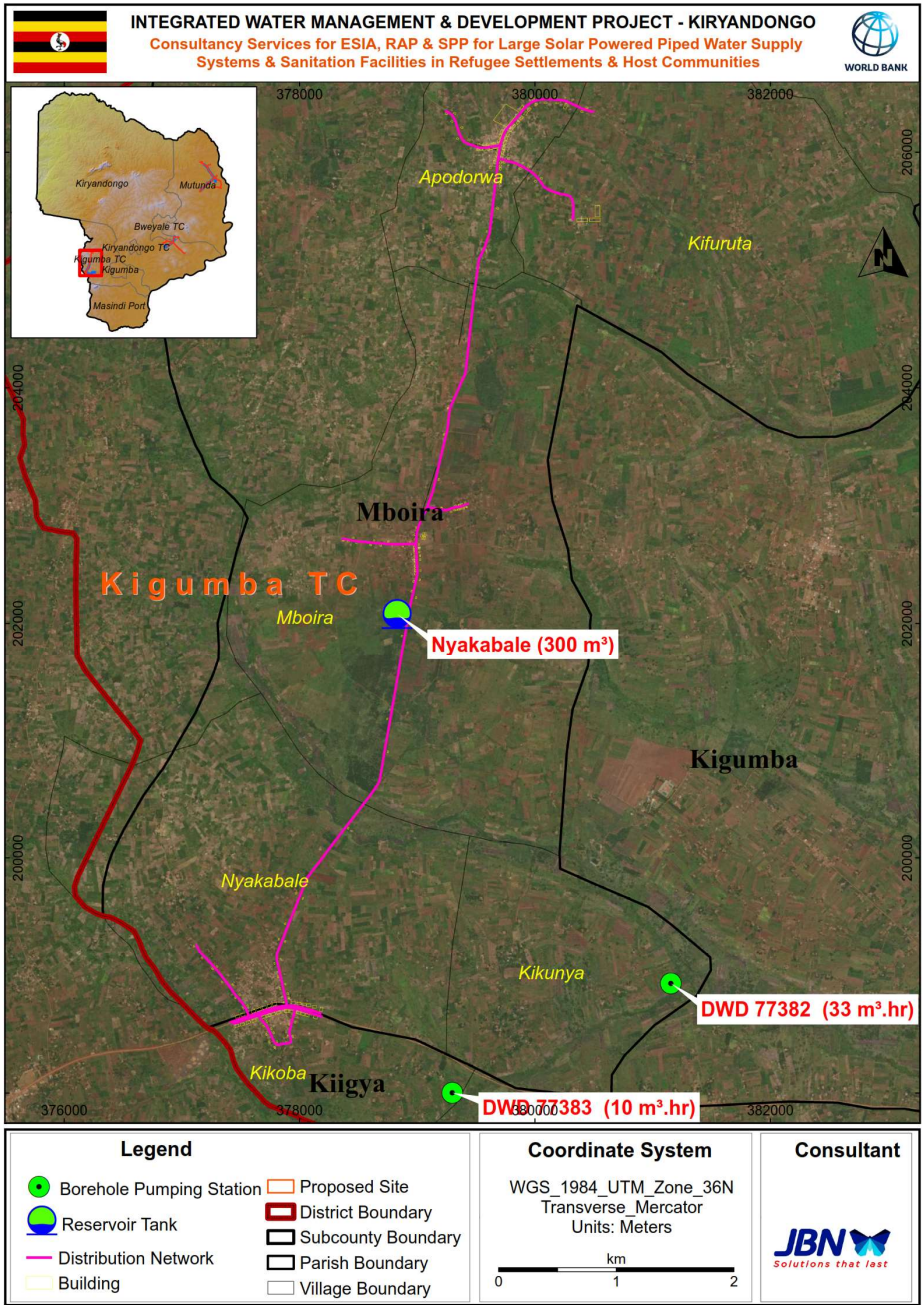 INTEGRATED WATER MANAGEMENT & DEVELOPMENT PROJECT - KIRYANDONGO
Consultancy Services for ESIA, RAP & SPP for Large Solar Powered Piped Water Supply
Systems & Sanitation Facilities in Refugee Settlements & Host Communities
WORLD BANK
378000
380000
382000
Kiryandongo
Mutunda
Bweyale TC
Kiryandongo TC
Kigumba TC
Kigumba
Masindi Port
206000
206000
Apodorwa
Kifuruta
N
204000
204000
Mboira
Kigumba TC
202000
Mboira
202000
Nyakabale (300 m³)
Kigumba
200000
200000
Nyakabale
Kikunya
DWD 77382 (33 m³.hr)
Kikoba
Kiigya
DWD 77383 (10 m³.hr)
376000
378000
380000
382000
Legend
Borehole Pumping Station
Reservoir Tank
Distribution Network
Building
Proposed Site
District Boundary
Subcounty Boundary
Parish Boundary
Village Boundary
Coordinate System
WGS_1984_UTM_Zone_36N
Transverse_Mercator
Units: Meters
km
0 1 2
Consultant
JBN
Solutions that last